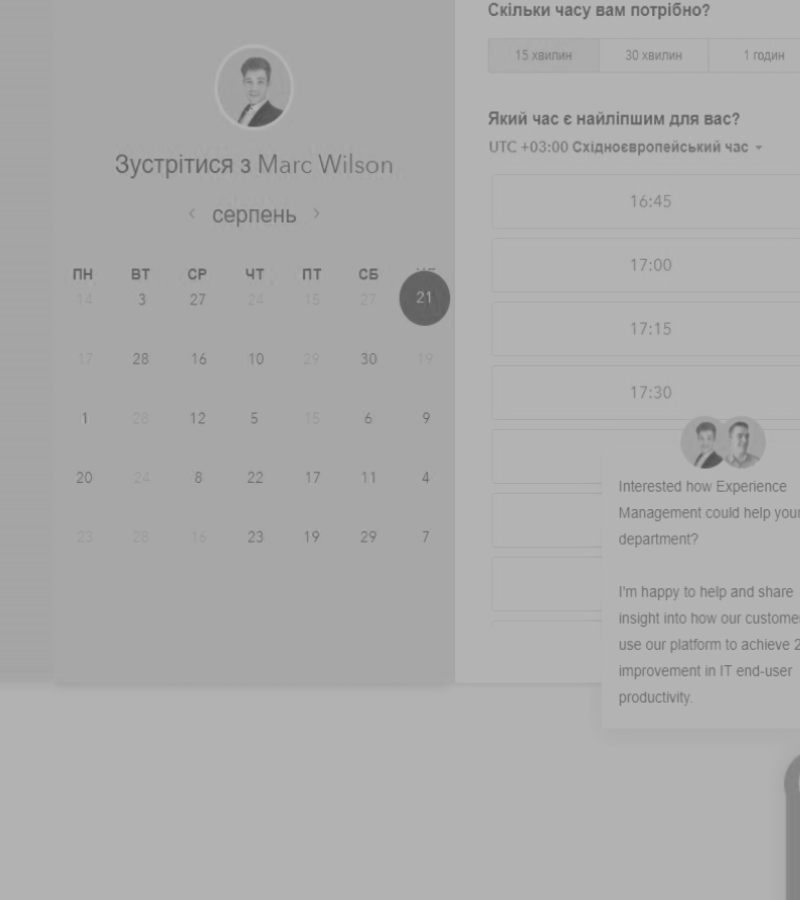 Зустрітися з Marc Wilson
‹ серпень ›
ПН ВТ СР ЧТ ПТ СБ
14 3 27 24 15 27 21
17 28 16 10 29 30 19
1 28 12 5 15 6 9
20 24 8 22 17 11 4
23 28 16 23 19 29 7
Скільки часу вам потрібно?
15 хвилин 30 хвилин 1 годин
Який час є найліпшим для вас?
UTC +03:00 Східноєвропейський час
16:45
17:00
17:15
17:30
Interested how Experience
Management could help your
department?
I'm happy to help and share
insight into how our custome
use our platform to achieve 2
improvement in IT end-user
productivity.